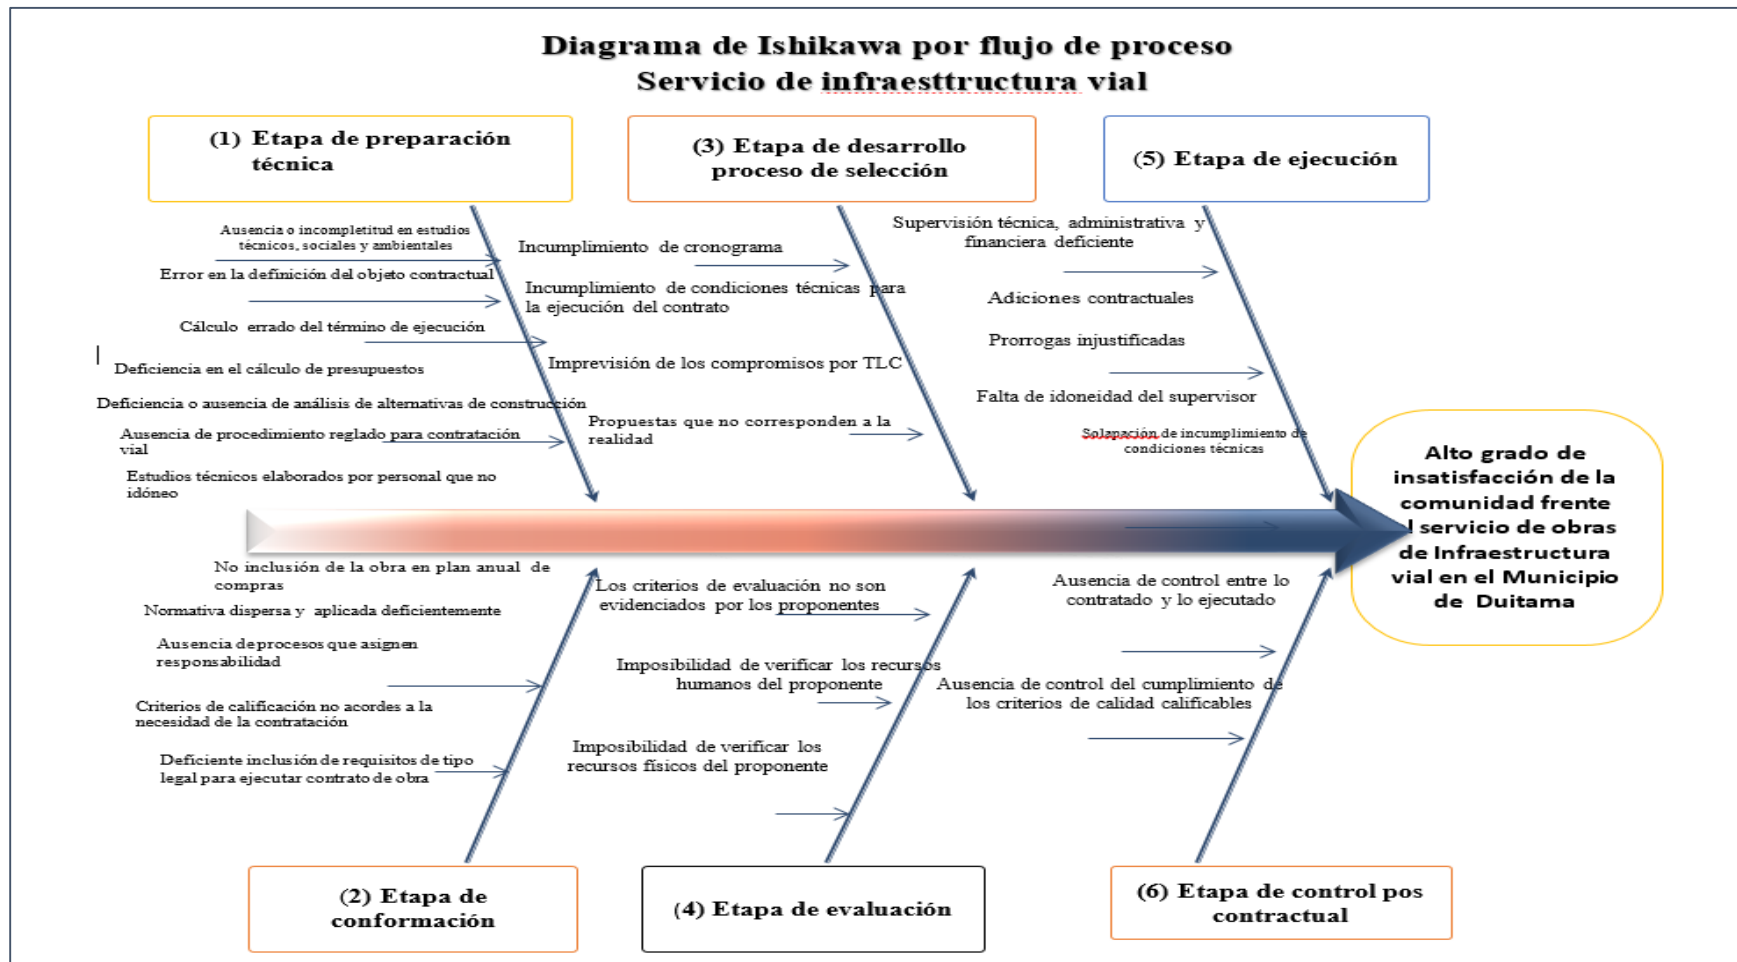 Diagrama de Ishikawa por flujo de proceso
Servicio de infraesttructura vial
(1) Etapa de preparación
técnica
(3) Etapa de desarrollo
proceso de selección
(5) Etapa de ejecución
Ausencia o incompletitud en estudios
técnicos, sociales y ambientales
Error en la definición del objeto contractual
Cálculo errado del término de ejecución
Deficiencia en el cálculo de presupuestos
Deficiencia o ausencia de análisis de alternativas de construcción
Ausencia de procedimiento reglado para contratación
vial
Estudios técnicos elaborados por personal que no
idóneo
Incumplimiento de cronograma
Incumplimiento de condiciones técnicas para
la ejecución del contrato
Imprevisión de los compromisos por TLC
Propuestas que no corresponden a la
realidad
Supervisión técnica, administrativa y
financiera deficiente
Adiciones contractuales
Prorrogas injustificadas
Falta de idoneidad del supervisor
Solapación de incumplimiento de
condiciones técnicas
Alto grado de
insatisfacción de la
comunidad frente
l servicio de obras
de Infraestructura
vial en el Municipio
de Duitama
No inclusión de la obra en plan anual de
compras
Normativa dispersa y aplicada deficientemente
Ausencia de procesos que asignen
responsabilidad
Criterios de calificación no acordes a la
necesidad de la contratación
Deficiente inclusión de requisitos de tipo
legal para ejecutar contrato de obra
Los criterios de evaluación no son
evidenciados por los proponentes
Imposibilidad de verificar los recursos
humanos del proponente
Imposibilidad de verificar los
recursos físicos del proponente
Ausencia de control entre lo
contratado y lo ejecutado
Ausencia de control del cumplimiento de
los criterios de calidad calificables
(2) Etapa de
conformación
(4) Etapa de evaluación
(6) Etapa de control pos
contractual